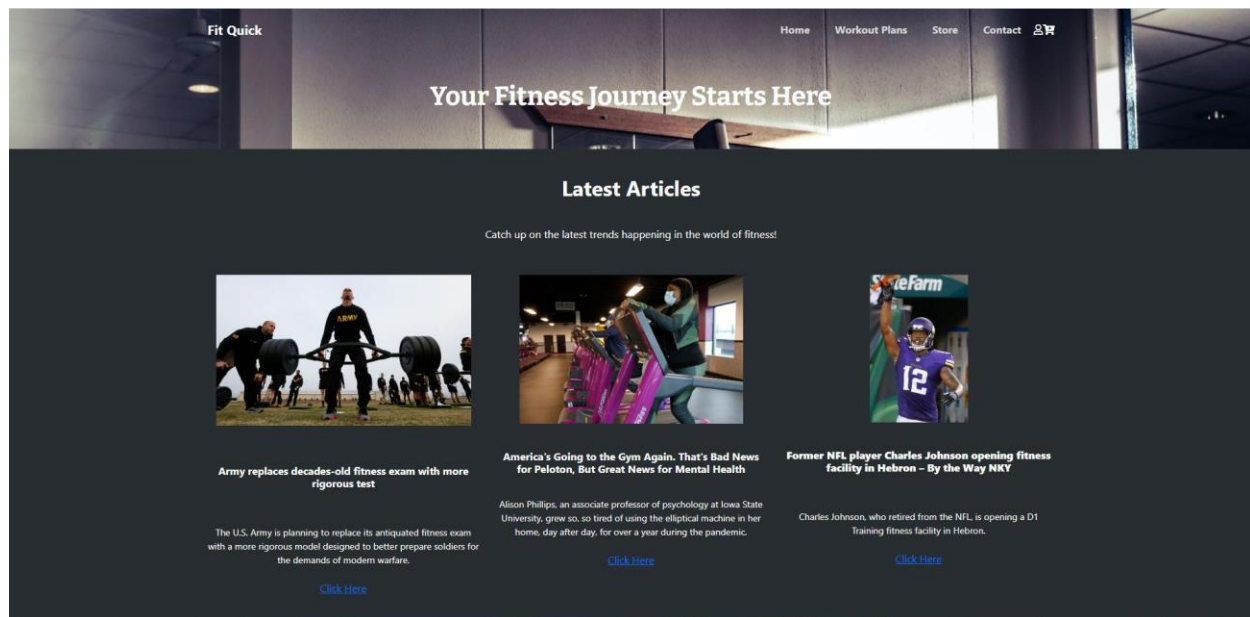 Fit Quick
Home Workout Plans Store Contact
Your Fitness Journey Starts Here
Latest Articles
Catch up on the latest trends happening in the world of fitness!
ARMY
StateFarm
12
Army replaces decades-old fitness exam with more
rigorous test
The U.S. Army is planning to replace its antiquated fitness exam
with a more rigorous model designed to better prepare soldiers for
the demands of modern warfare.
Click Here
America's Going to the Gym Again. That's Bad News
for Peloton, But Great News for Mental Health
Alison Phillips, an associate professor of psychology at Iowa State
University, grew so, so tired of using the elliptical machine in her
home, day after day, for over a year during the pandemic.
Click Here
Former NFL player Charles Johnson opening fitness
facility in Hebron – By the Way NKY
Charles Johnson, who retired from the NFL, is opening a D1
Training fitness facility in Hebron.
Click Here